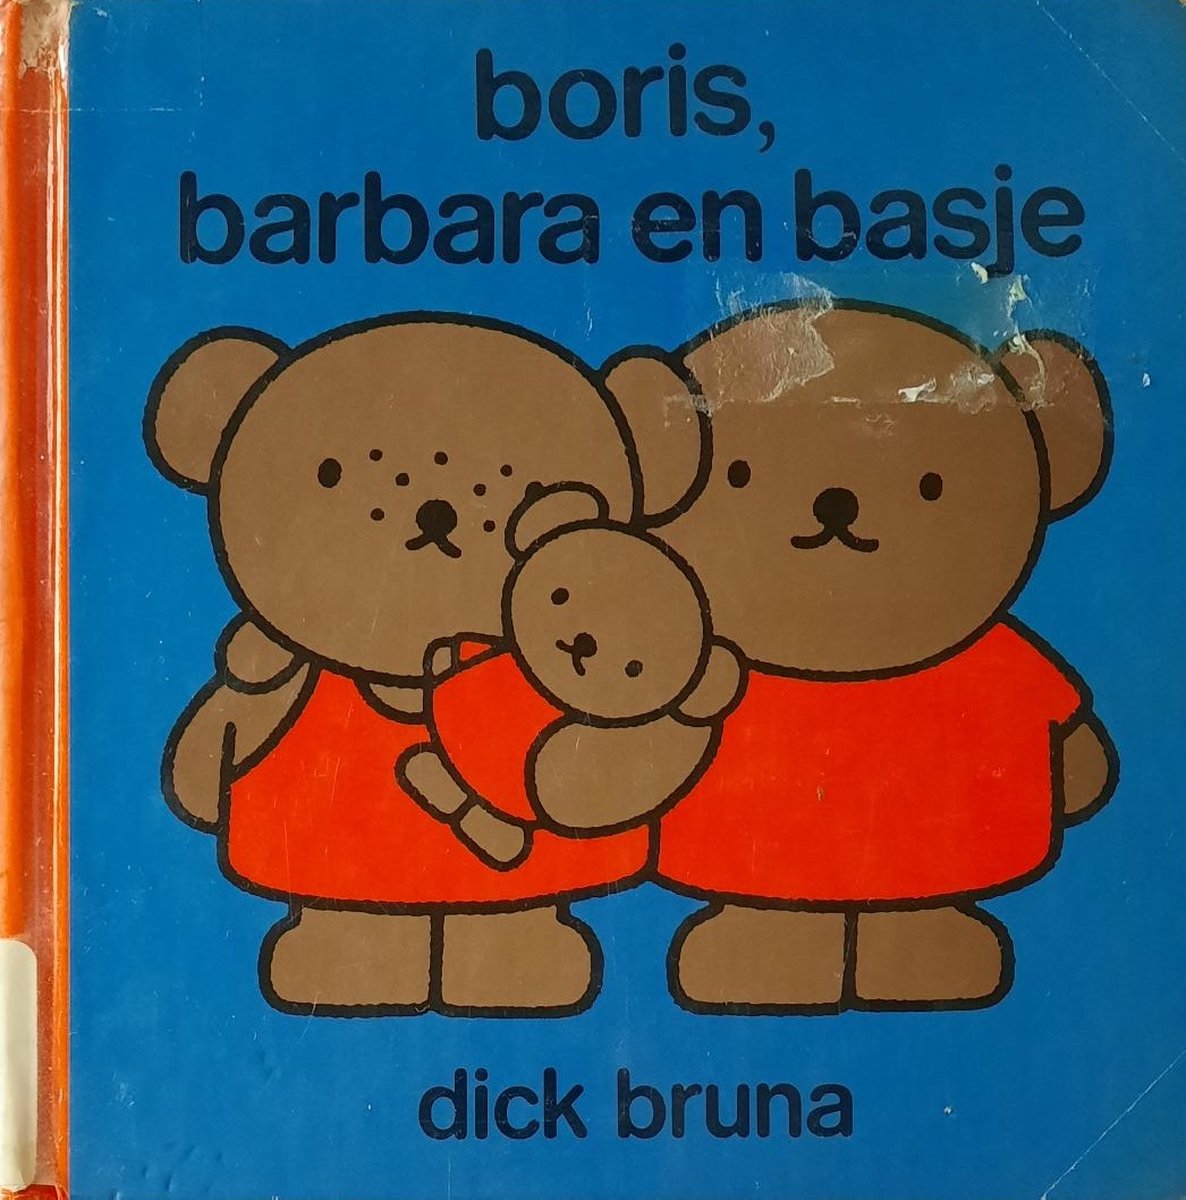 boris,
barbara en basje
dick bruna